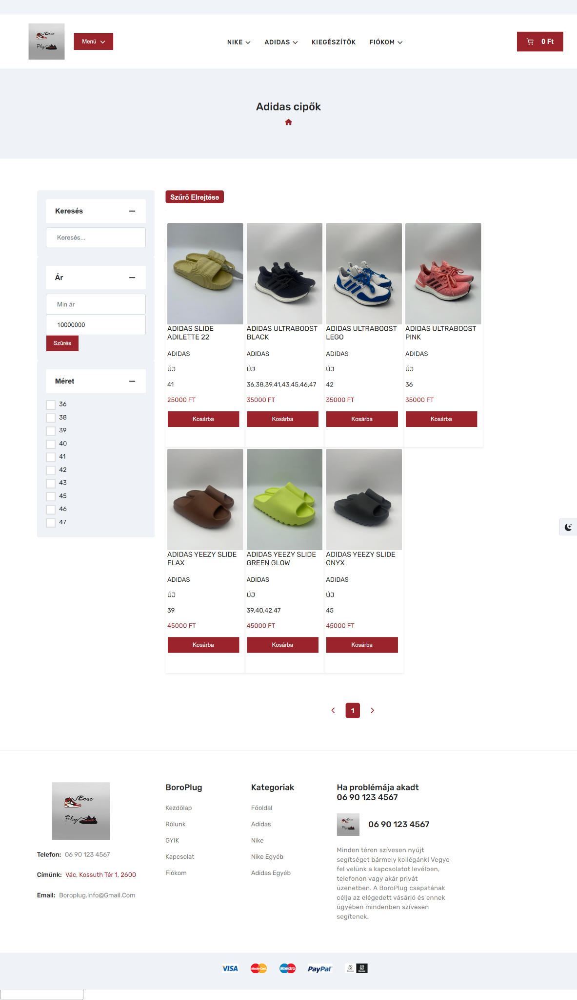 Boro
Plug
Menü
NIKE
ADIDAS
KIEGÉSZÍTŐK
FIÓKOM
0 Ft
Adidas cipők
Keresés
Keresés...
Ár
Min ár
10000000
Szűrés
Méret
36
38
39
40
41
42
43
45
46
47
Szűrő Elrejtése
ADIDAS SLIDE
ADILETTE 22
ADIDAS
ÚJ
41
25000 FT
Kosárba
ADIDAS ULTRABOOST
BLACK
ADIDAS
ÚJ
36,38,39,41,43,45,46,47
35000 FT
Kosárba
ADIDAS ULTRABOOST
LEGO
ADIDAS
ÚJ
42
35000 FT
Kosárba
ADIDAS ULTRABOOST
PINK
ADIDAS
ÚJ
36
35000 FT
Kosárba
ADIDAS YEEZY SLIDE
FLAX
ADIDAS
ÚJ
39
45000 FT
Kosárba
ADIDAS YEEZY SLIDE
GREEN GLOW
ADIDAS
ÚJ
39,40,42,47
45000 FT
Kosárba
ADIDAS YEEZY SLIDE
ONYX
ADIDAS
ÚJ
45
45000 FT
Kosárba
1
Boro
Plug
Telefon: 06 90 123 4567
Címünk: Vác, Kossuth Tér 1, 2600
Email: Boroplug.Info@Gmail.Com
BoroPlug
Kezdőlap
Rólunk
GYIK
Kapcsolat
Fiókom
Kategoriak
Főoldal
Adidas
Nike
Nike Egyéb
Adidas Egyéb
Ha problémája akadt
06 90 123 4567
Boro
Plug
06 90 123 4567
Minden téren szívesen nyújt
segítséget bármely kollégánk! Vegye
fel velünk a kapcsolatot levélben,
telefonon vagy akár privát
üzenetben. A BoroPlug csapatának
célja az elégedett vásárló és ennek
ügyében mindenben szívesen
segítenek.
VISA
MasterCard
Maestro
PayPal